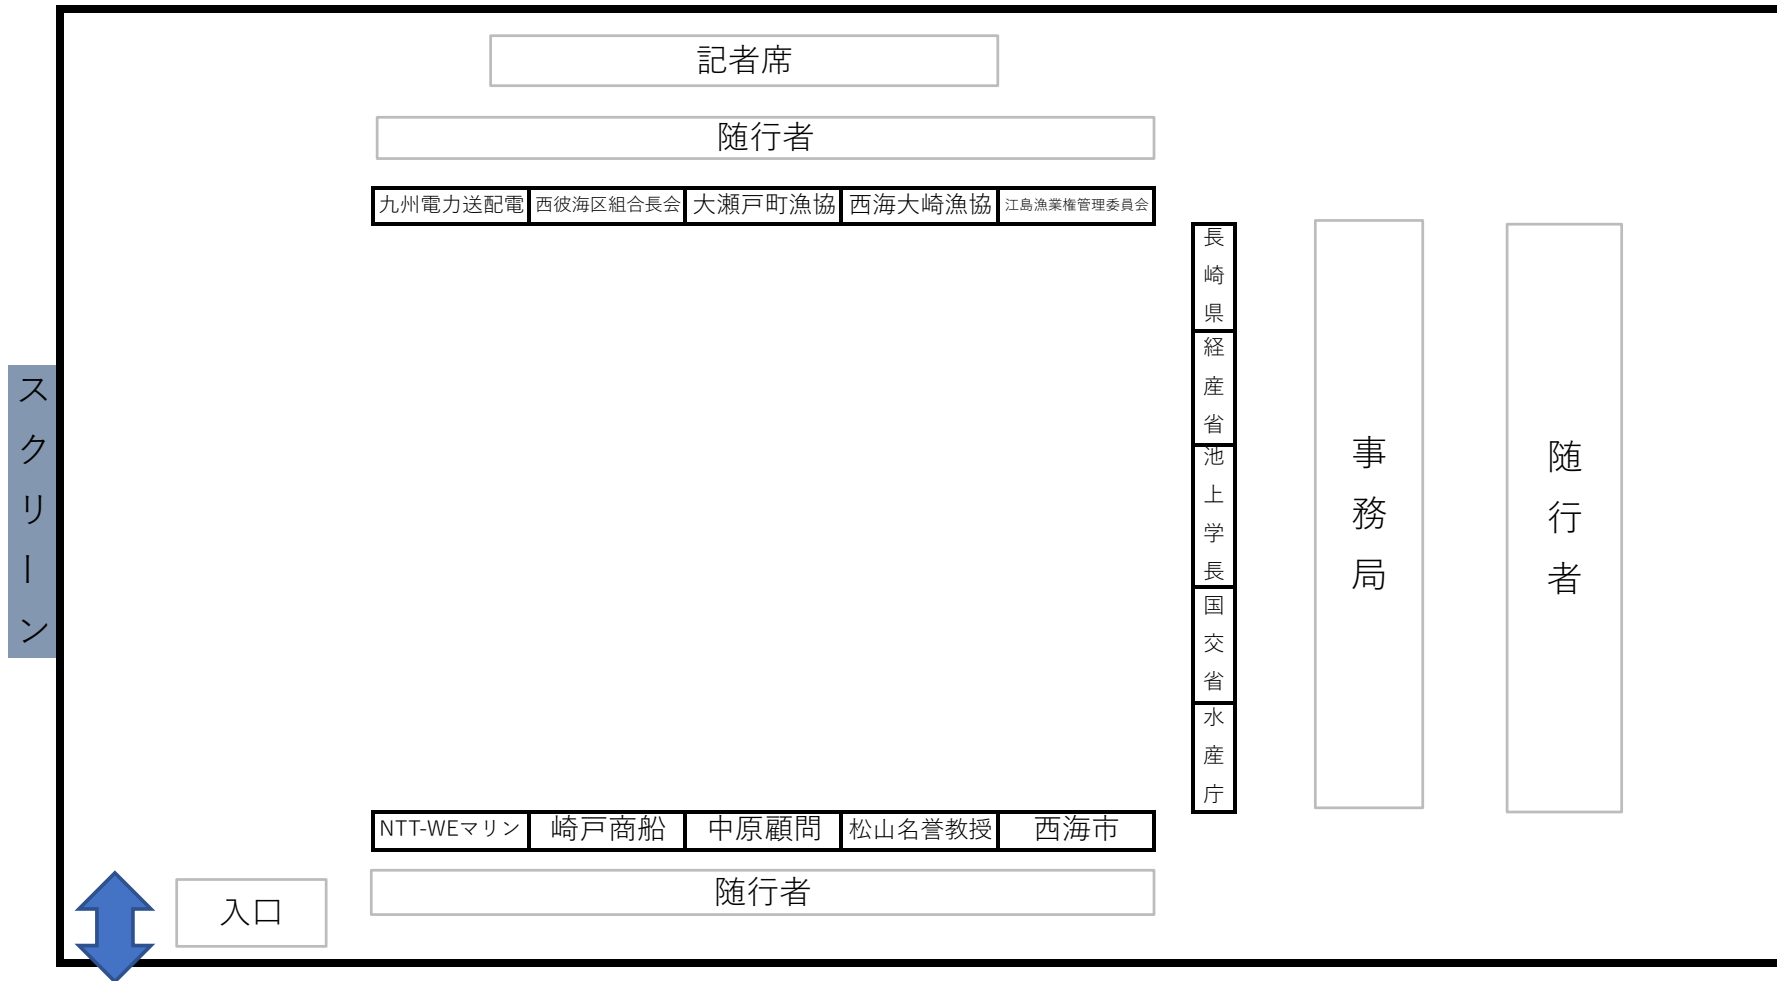 記者席
随行者
九州電力送配電
西彼海区組合長会
大瀬戸町漁協
西海大崎漁協
江島漁業権管理委員会
長崎県
経産省
池上学長
国交省
水産庁
事務局
随行者
スクリーン
NTT-WEマリン
崎戸商船
中原顧問
松山名誉教授
西海市
随行者
入口